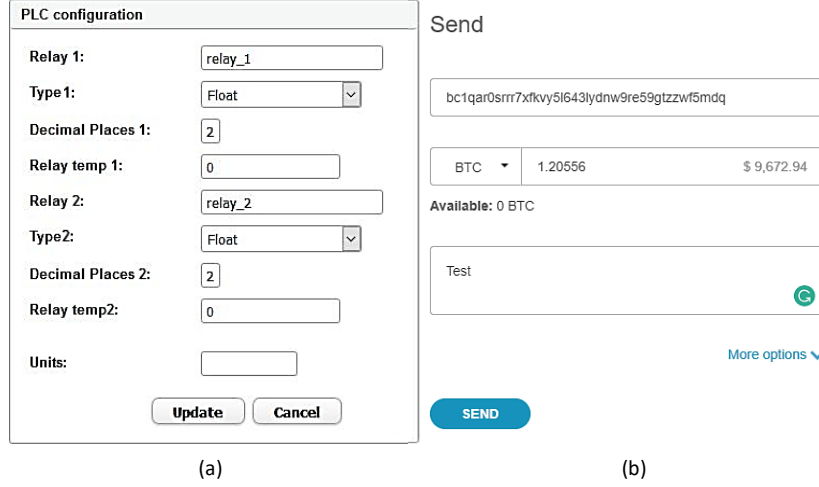 PLC configuration
Relay 1:
relay_1
Type1:
Float
Decimal Places 1:
2
Relay temp 1:
0
Relay 2:
relay_2
Type2:
Float
Decimal Places 2:
2
Relay temp2:
0
Units:
Update Cancel
(a)
Send
bc1qar0srrr7xfkvy5l643lydnw9re59gtzzwf5mdq
BTC 1.20556 $ 9,672.94
Available: 0 BTC
Test
G
More options
SEND
(b)